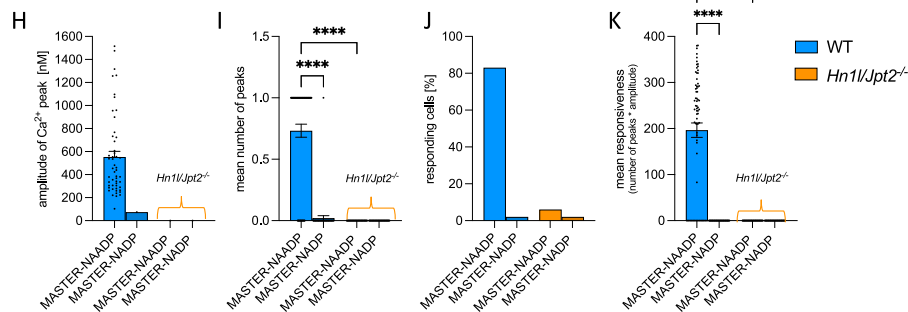 H
amplitude of Ca²⁺ peak [nM]
1600
1400
1200
1000
800
600
400
200
0
Hn1l/Jpt2⁻/⁻
MASTER-NAADP
MASTER-NADP
MASTER-NAADP
MASTER-NADP
I
mean number of peaks
1.5
1.0
0.5
0.0
****
****
Hn1l/Jpt2⁻/⁻
MASTER-NAADP
MASTER-NADP
MASTER-NAADP
MASTER-NADP
J
responding cells [%]
100
80
60
40
20
0
MASTER-NAADP
MASTER-NADP
MASTER-NAADP
MASTER-NADP
K
mean responsiveness
(number of peaks * amplitude)
400
300
200
100
0
****
Hn1l/Jpt2⁻/⁻
MASTER-NAADP
MASTER-NADP
MASTER-NAADP
MASTER-NADP
WT
Hn1l/Jpt2⁻/⁻